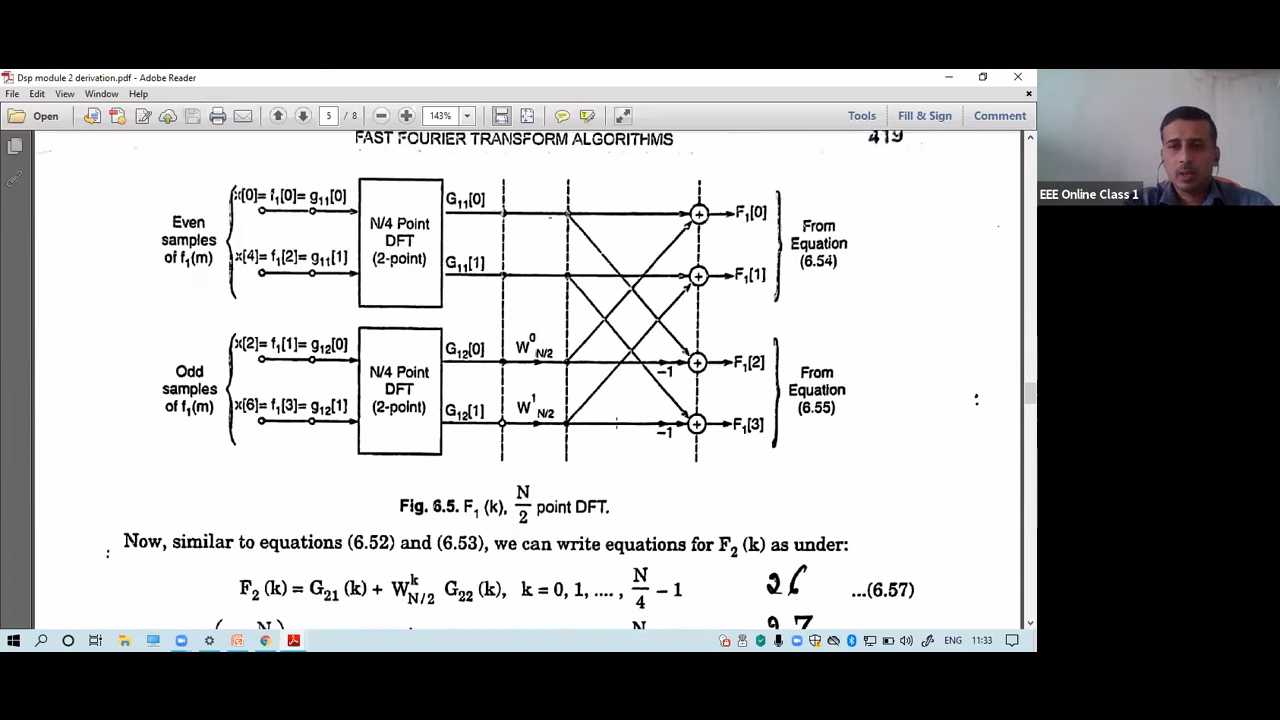 Dsp module 2 derivation.pdf - Adobe Reader
File Edit View Window Help
Open 5 / 8 143% Tools Fill & Sign Comment
FAST FOURIER TRANSFORM ALGORITHMS 419
Even samples of f₁(m)
x[0]= f₁[0]= g₁₁[0]
x[4]= f₁[2]= g₁₁[1]
N/4 Point
DFT
(2-point)
G₁₁[0]
G₁₁[1]
F₁[0]
F₁[1]
From
Equation
(6.54)
Odd
samples
of f₁(m)
x[2]= f₁[1]= g₁₂[0]
x[6]= f₁[3]= g₁₂[1]
N/4 Point
DFT
(2-point)
G₁₂[0] W⁰N/2
G₁₂[1] W¹N/2
-1
-1
F₁[2]
F₁[3]
From
Equation
(6.55)
Fig. 6.5. F₁ (k), N/2 point DFT.
Now, similar to equations (6.52) and (6.53), we can write equations for F₂ (k) as under:
F₂ (k) = G₂₁ (k) + W^k_N/2 G₂₂ (k), k = 0, 1, ...., N/4 − 1 26 ...(6.57)
EEE Online Class 1
ENG 11:33